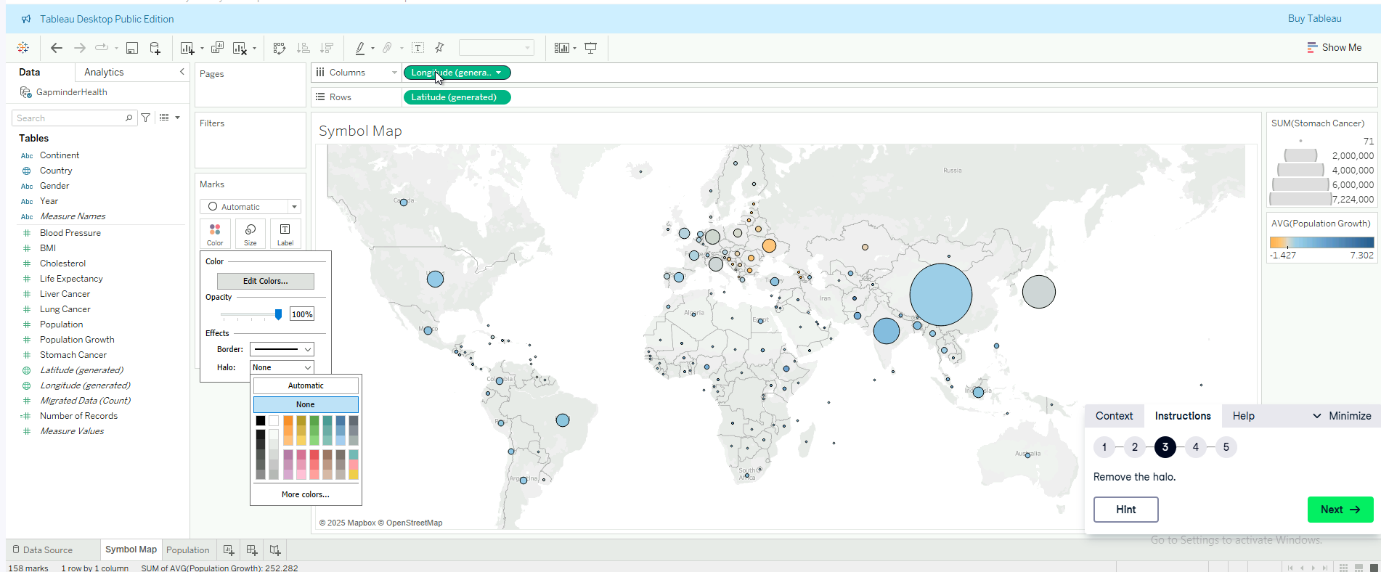 Tableau Desktop Public Edition
Buy Tableau
Show Me
Data
Analytics
GapminderHealth
Search
Tables
Abc Continent
Country
Abc Gender
Abc Year
Abc Measure Names
Blood Pressure
BMI
Cholesterol
Life Expectancy
Liver Cancer
Lung Cancer
Population
Population Growth
Stomach Cancer
Latitude (generated)
Longitude (generated)
Migrated Data (Count)
Number of Records
Measure Values
Pages
Filters
Marks
Automatic
Color
Size
Label
Color
Edit Colors...
Opacity
100%
Effects
Border:
Halo:
None
Automatic
None
More colors...
Columns
Longitude (genera..
Rows
Latitude (generated)
Symbol Map
Russia
Iran
Australia
South Africa
© 2025 Mapbox © OpenStreetMap
SUM(Stomach Cancer)
71
2,000,000
4,000,000
6,000,000
7,224,000
AVG(Population Growth)
-1.427
7.302
Context
Instructions
Help
Minimize
1
2
3
4
5
Remove the halo.
Hint
Next
Go to Settings to activate Windows.
Data Source
Symbol Map
Population
158 marks
1 row by 1 column
SUM of AVG(Population Growth): 252.282